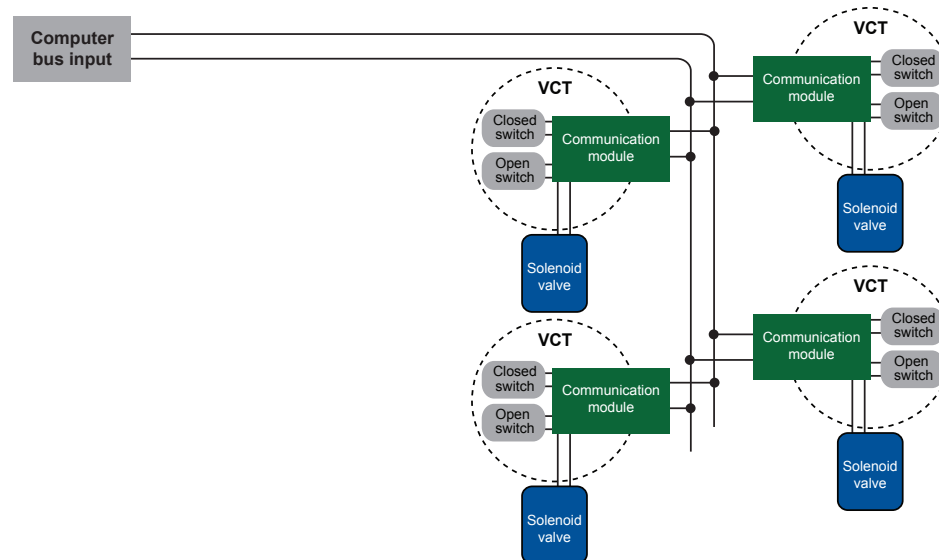 Computer
bus input
VCT
Closed
switch
Open
switch
Communication
module
Solenoid
valve
VCT
Communication
module
Closed
switch
Open
switch
Solenoid
valve
VCT
Closed
switch
Open
switch
Communication
module
Solenoid
valve
VCT
Communication
module
Closed
switch
Open
switch
Solenoid
valve